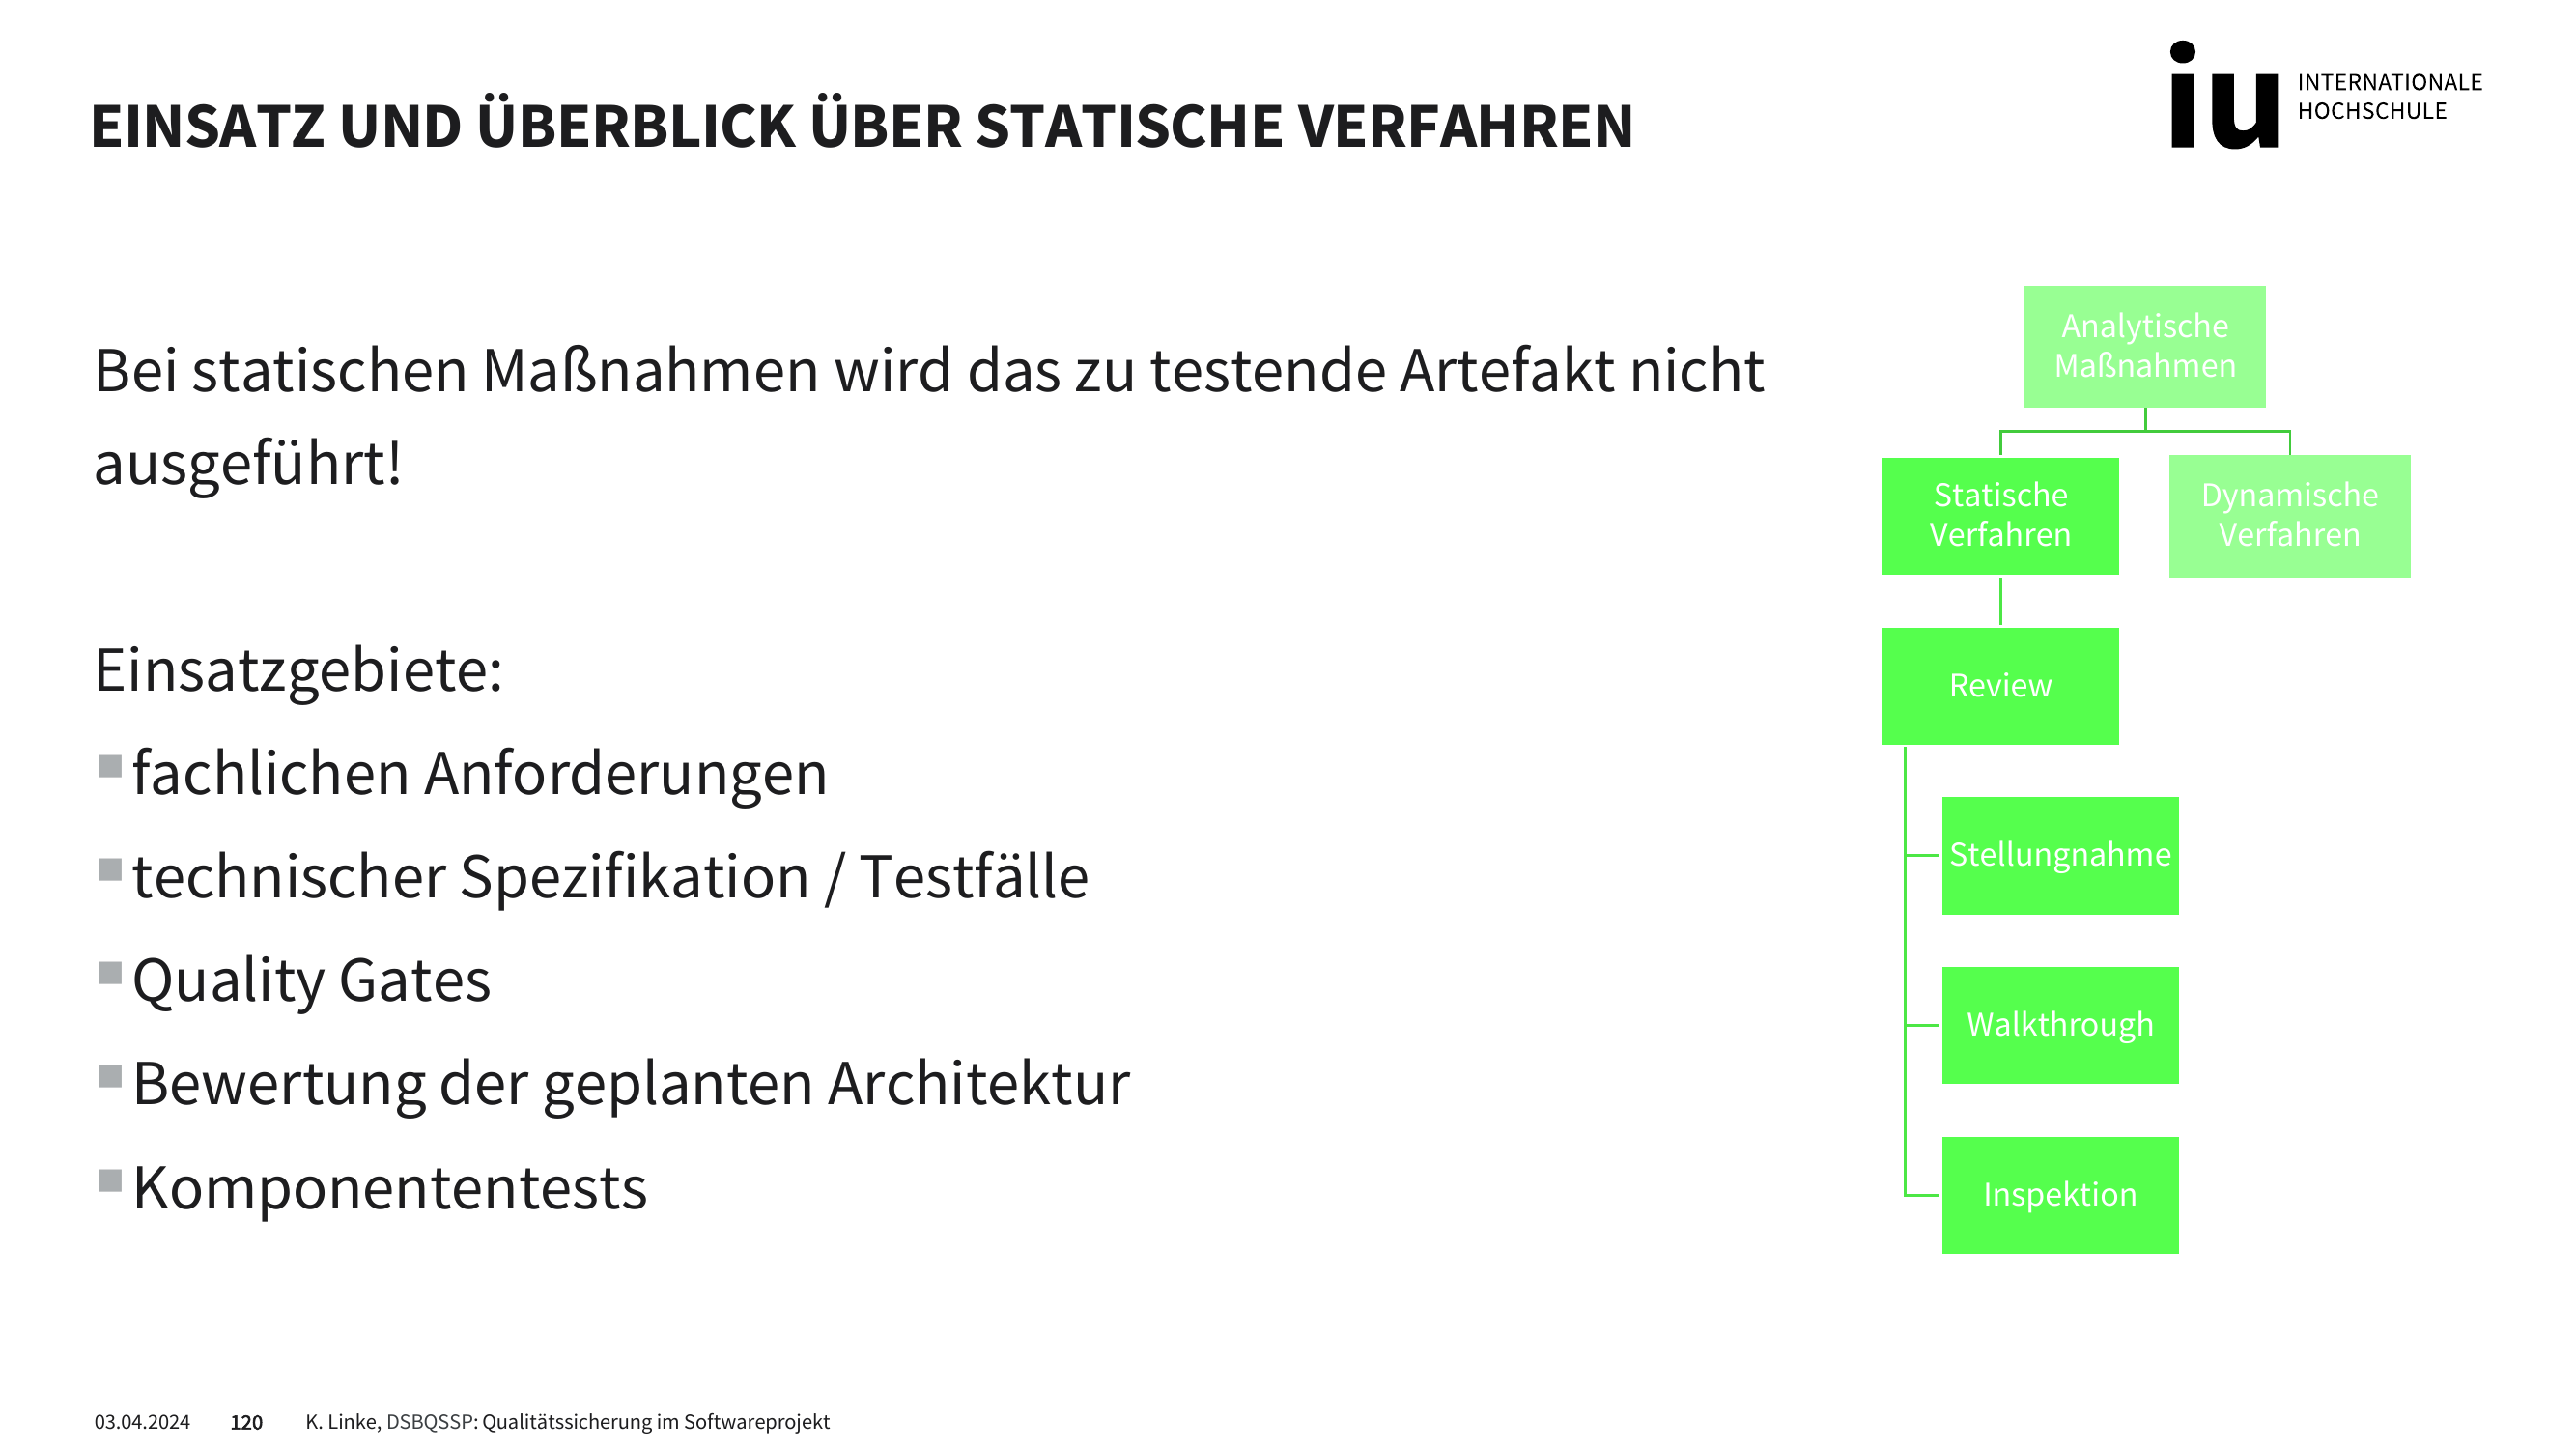 EINSATZ UND ÜBERBLICK ÜBER STATISCHE VERFAHREN
iu INTERNATIONALE
HOCHSCHULE
Bei statischen Maßnahmen wird das zu testende Artefakt nicht
ausgeführt!
Einsatzgebiete:
fachlichen Anforderungen
technischer Spezifikation / Testfälle
Quality Gates
Bewertung der geplanten Architektur
Komponententests
Analytische
Maßnahmen
Statische
Verfahren
Dynamische
Verfahren
Review
Stellungnahme
Walkthrough
Inspektion
03.04.2024 120 K. Linke, DSBQSSP: Qualitätssicherung im Softwareprojekt